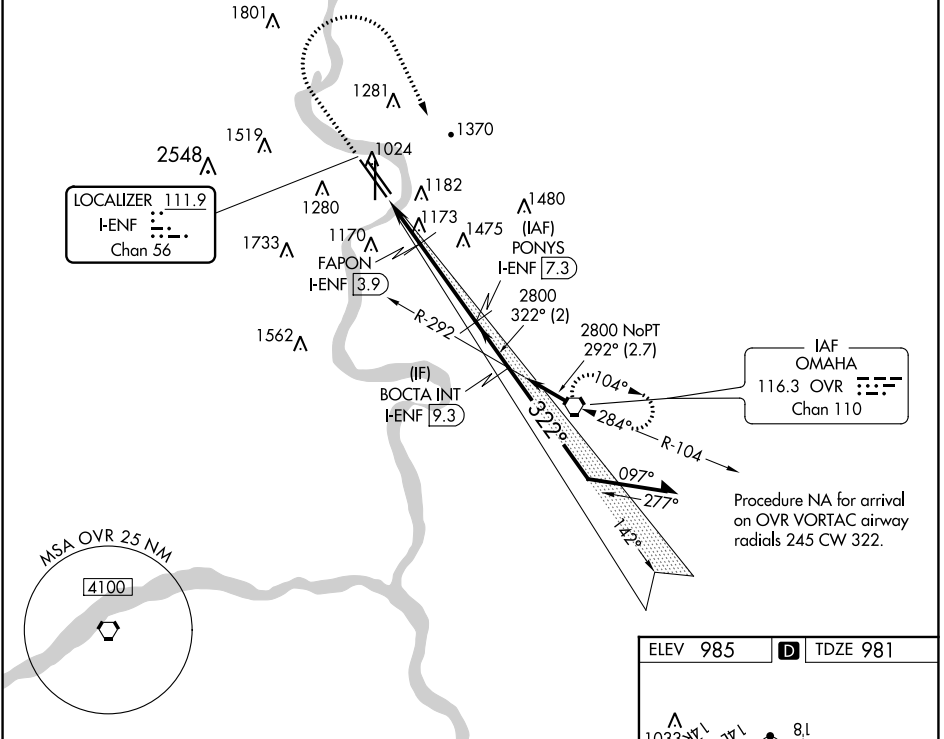 1801
1281
1370
1519
1024
2548
LOCALIZER 111.9
I-ENF
Chan 56
1280
1182
1480
1173
1733
1170
1475
(IAF)
PONYS
I-ENF 7.3
FAPON
I-ENF 3.9
2800
322° (2)
R-292
2800 NoPT
292° (2.7)
1562
IAF
OMAHA
116.3 OVR
Chan 110
(IF)
BOCTA INT
I-ENF 9.3
104°
284°
R-104
322°
097°
277°
142°
Procedure NA for arrival
on OVR VORTAC airway
radials 245 CW 322.
MSA OVR 25 NM
4100
ELEV 985 D TDZE 981
14L
1.8